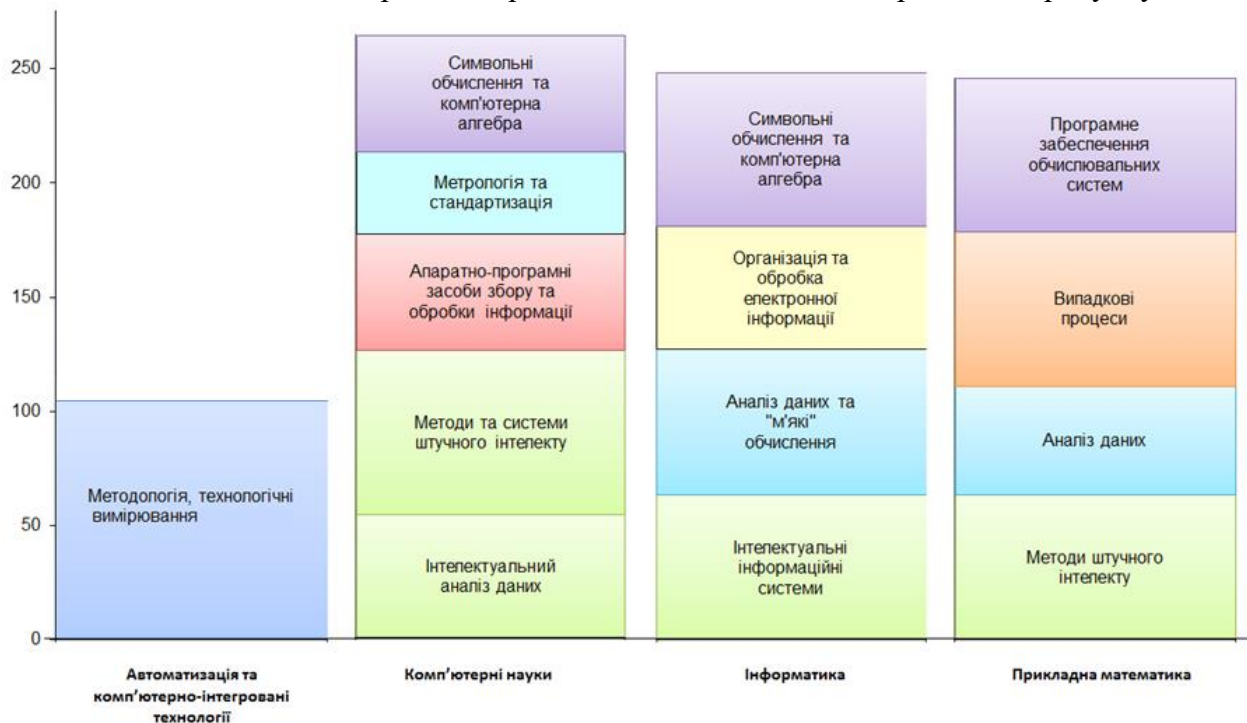 250
200
150
100
50
0
Методологія, технологічні
вимірювання
Символьні
обчислення та
комп'ютерна
алгебра
Метрологія та
стандартизація
Апаратно-програмні
засоби збору та
обробки інформації
Методи та системи
штучного інтелекту
Інтелектуальний
аналіз даних
Символьні
обчислення та
комп'ютерна
алгебра
Організація та
обробка
електронної
інформації
Аналіз даних та
"м'які"
обчислення
Інтелектуальні
інформаційні
системи
Програмне
забеспечення
обчислювальних
систем
Випадкові
процеси
Аналіз даних
Методи штучного
інтелекту
Автоматизація та
комп'ютерно-інтегровані
технології
Комп'ютерні науки
Інформатика
Прикладна математика